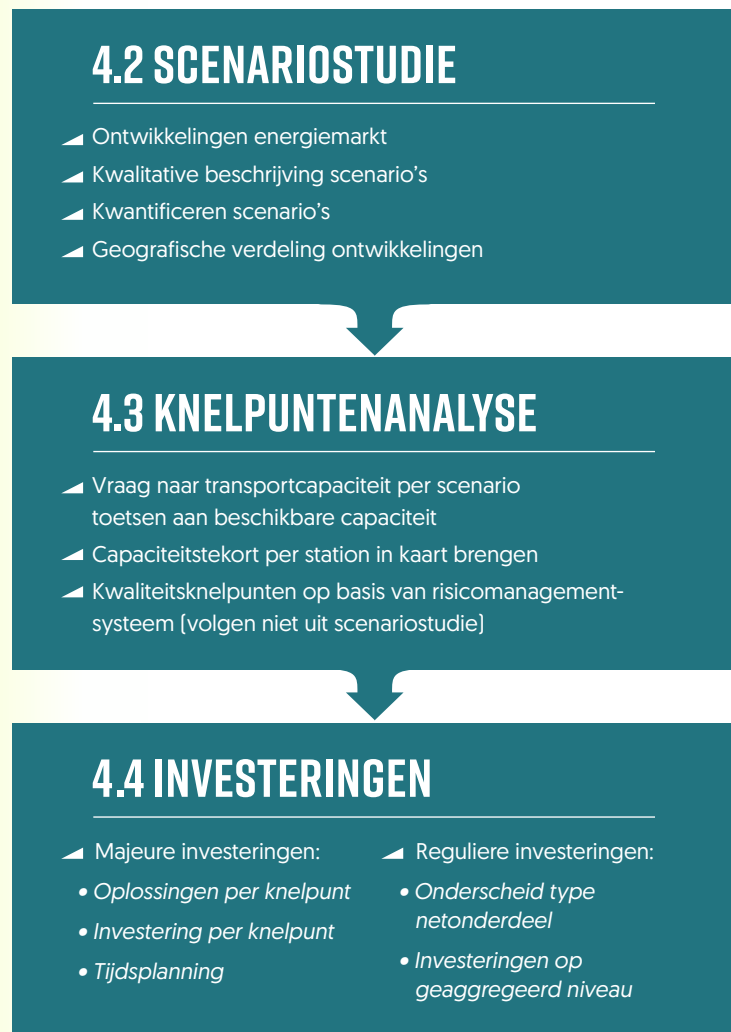 4.2 SCENARIOSTUDIE
Ontwikkelingen energiemarkt
Kwalitative beschrijving scenario's
Kwantificeren scenario's
Geografische verdeling ontwikkelingen
4.3 KNELPUNTENANALYSE
Vraag naar transportcapaciteit per scenario
toetsen aan beschikbare capaciteit
Capaciteitstekort per station in kaart brengen
Kwaliteitsknelpunten op basis van risicomanagement-
systeem (volgen niet uit scenariostudie)
4.4 INVESTERINGEN
Majeure investeringen:
• Oplossingen per knelpunt
• Investering per knelpunt
• Tijdsplanning
Reguliere investeringen:
• Onderscheid type
netonderdeel
• Investeringen op
geaggregeerd niveau